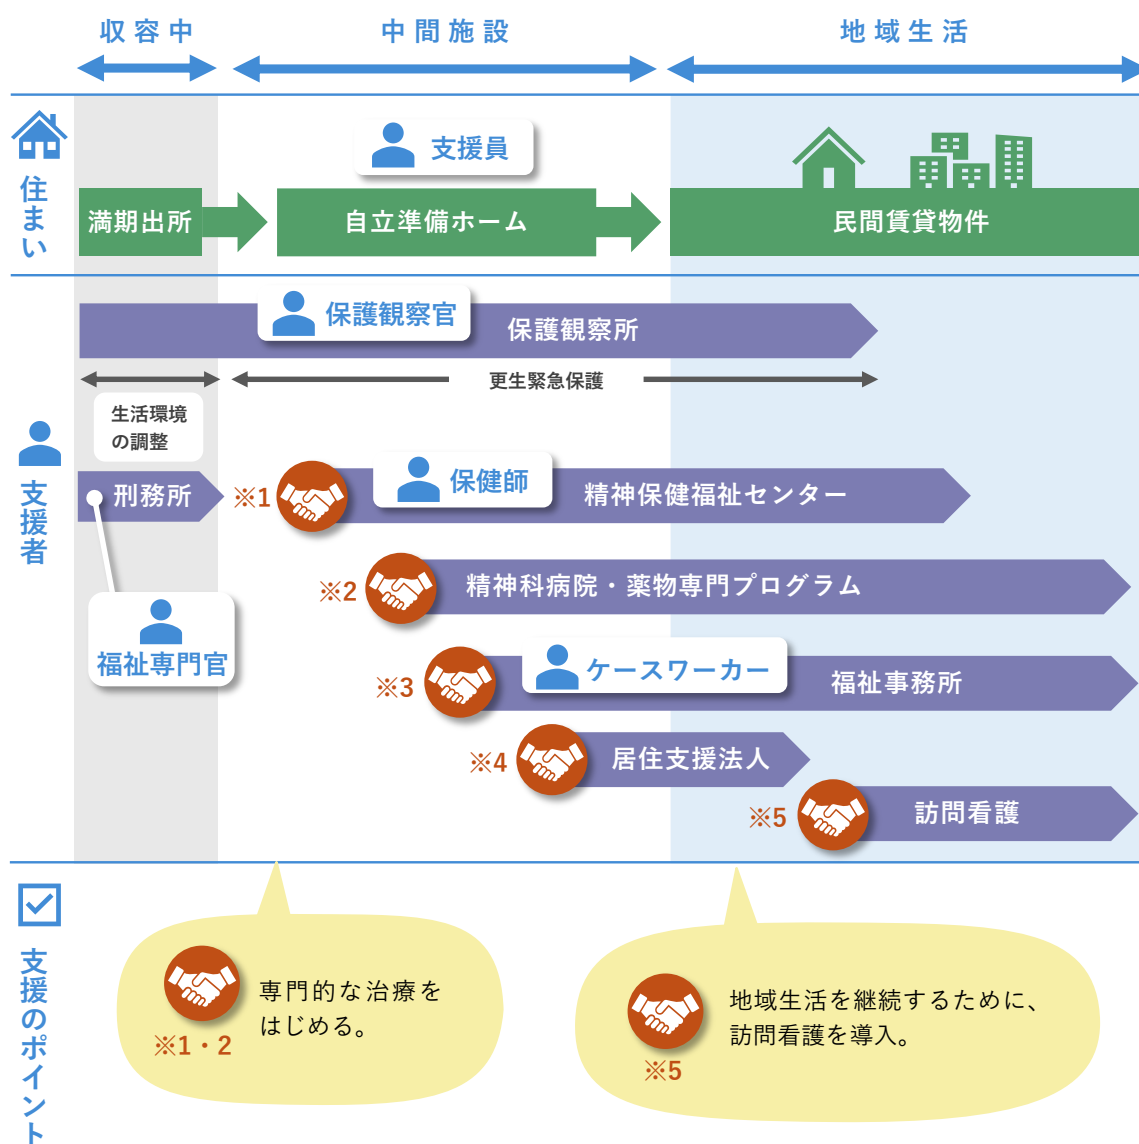 収容中
中間施設
地域生活
住まい
支援員
満期出所
自立準備ホーム
民間賃貸物件
支援者
保護観察官
保護観察所
更生緊急保護
生活環境
の調整
刑務所
※1
保健師
精神保健福祉センター
※2
精神科病院・薬物専門プログラム
福祉専門官
※3
ケースワーカー
福祉事務所
※4
居住支援法人
※5
訪問看護
支援のポイント
専門的な治療を
はじめる。
※1・2
地域生活を継続するために、
訪問看護を導入。
※5